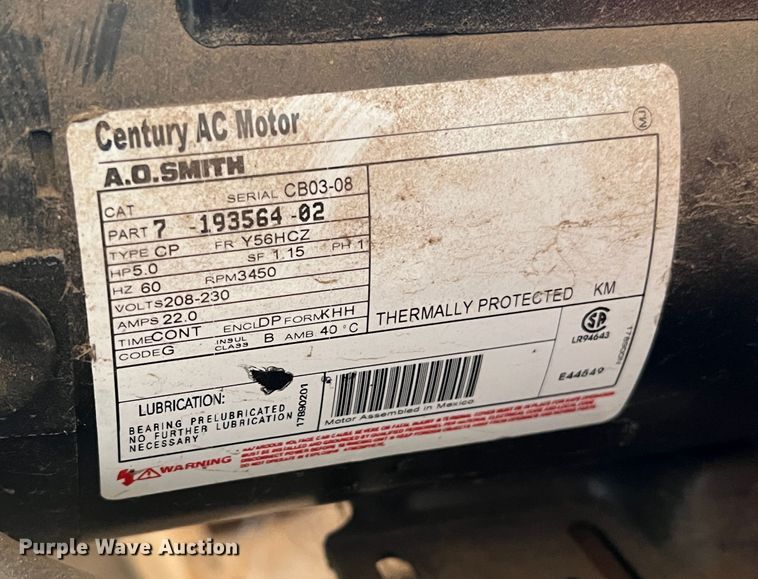 Century AC Motor
A.O.SMITH
CAT SERIAL CB03-08
PART 7 -193564 -02
TYPE CP FR Y56HCZ
HP 5.0 SF 1.15 PH 1
HZ 60 RPM 3450
VOLTS 208-230
AMPS 22.0
TIME CONT ENCL DP FORM KHH
CODE G INSUL CLASS B AMB. 40 °C
THERMALLY PROTECTED KM
LR94643
E44549
LUBRICATION:
BEARING PRELUBRICATED
NO FURTHER LUBRICATION
NECESSARY
17890201
Motor Assembled in Mexico
WARNING
Purple Wave Auction